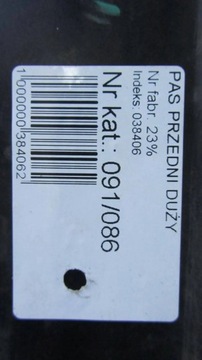 PAS PRZEDNI DUŻY
Nr fabr. 23%
Indeks: 038406
Nr kat.: 091/086
1000000384062